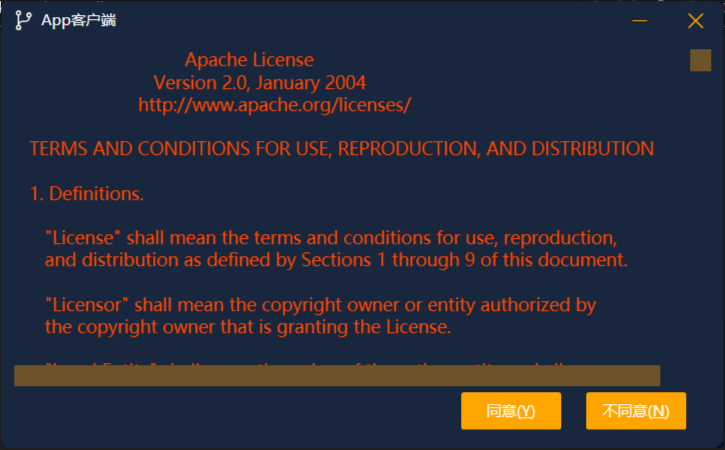 App客户端
Apache License
Version 2.0, January 2004
http://www.apache.org/licenses/
TERMS AND CONDITIONS FOR USE, REPRODUCTION, AND DISTRIBUTION
1. Definitions.
"License" shall mean the terms and conditions for use, reproduction,
and distribution as defined by Sections 1 through 9 of this document.
"Licensor" shall mean the copyright owner or entity authorized by
the copyright owner that is granting the License.
同意(Y)
不同意(N)